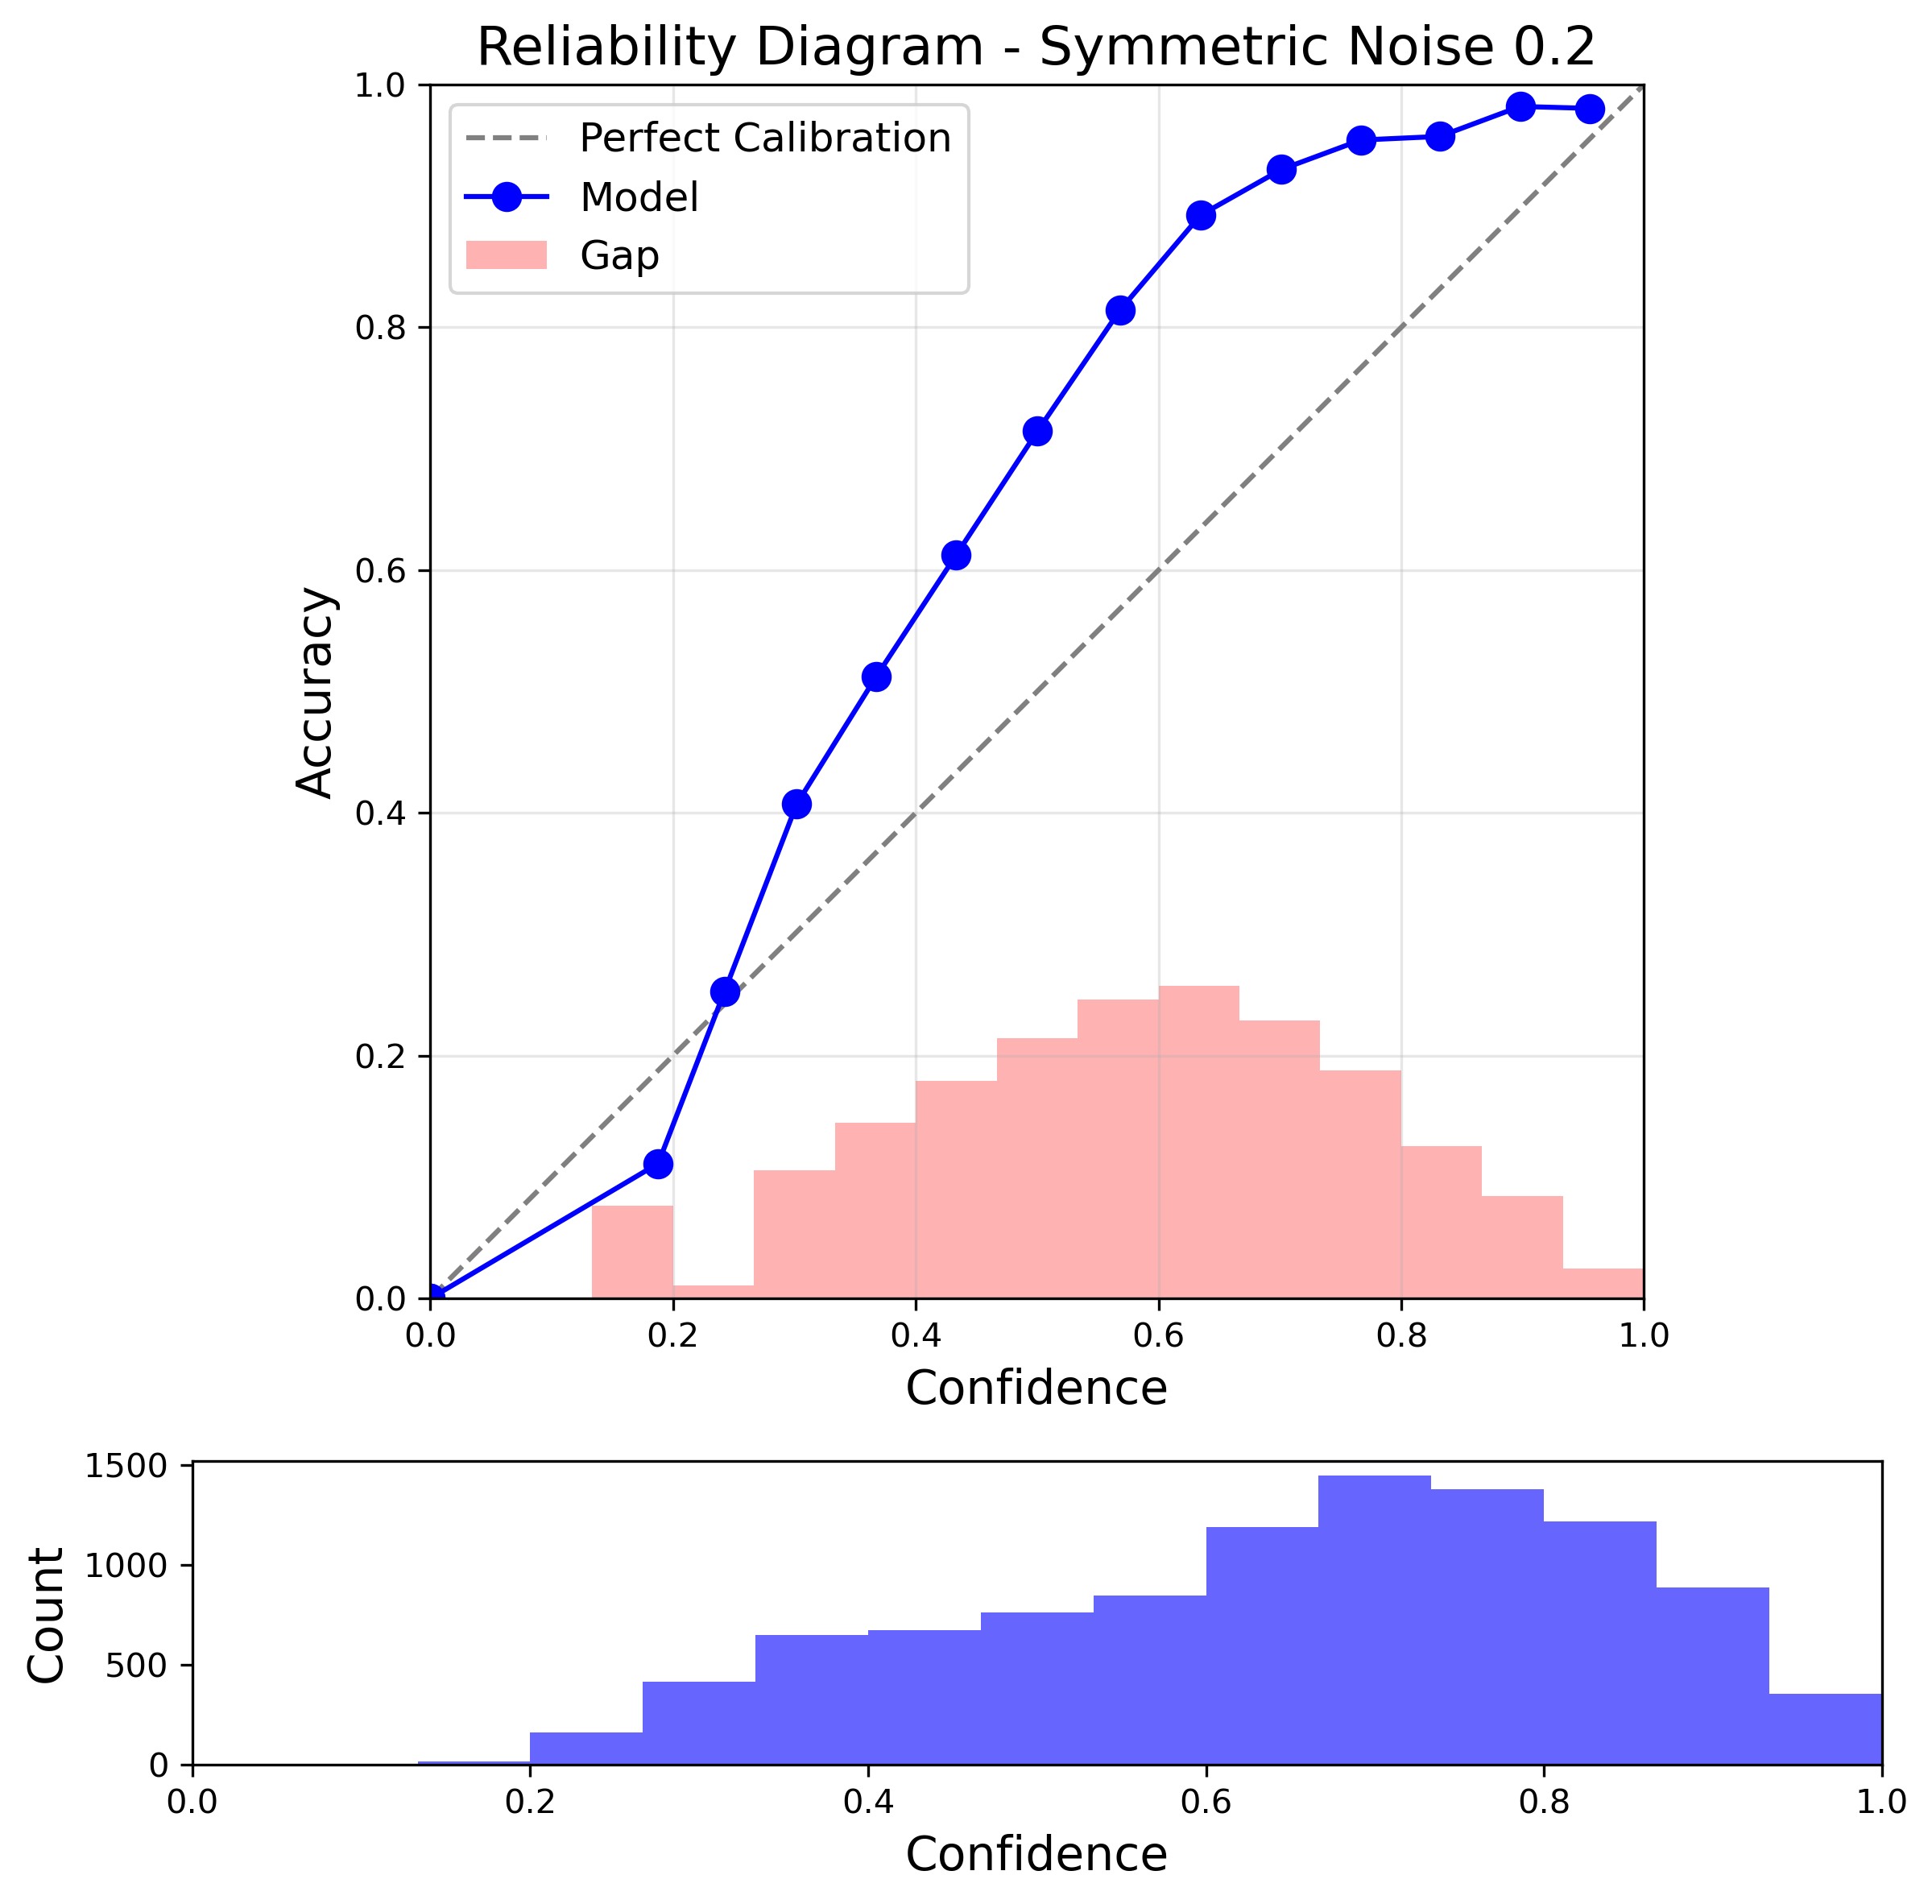 Reliability Diagram - Symmetric Noise 0.2
Perfect Calibration
Model
Gap
Accuracy
1.0
0.8
0.6
0.4
0.2
0.0
0.0 0.2 0.4 0.6 0.8 1.0
Confidence
Count
1500
1000
500
0
0.0 0.2 0.4 0.6 0.8 1.0
Confidence